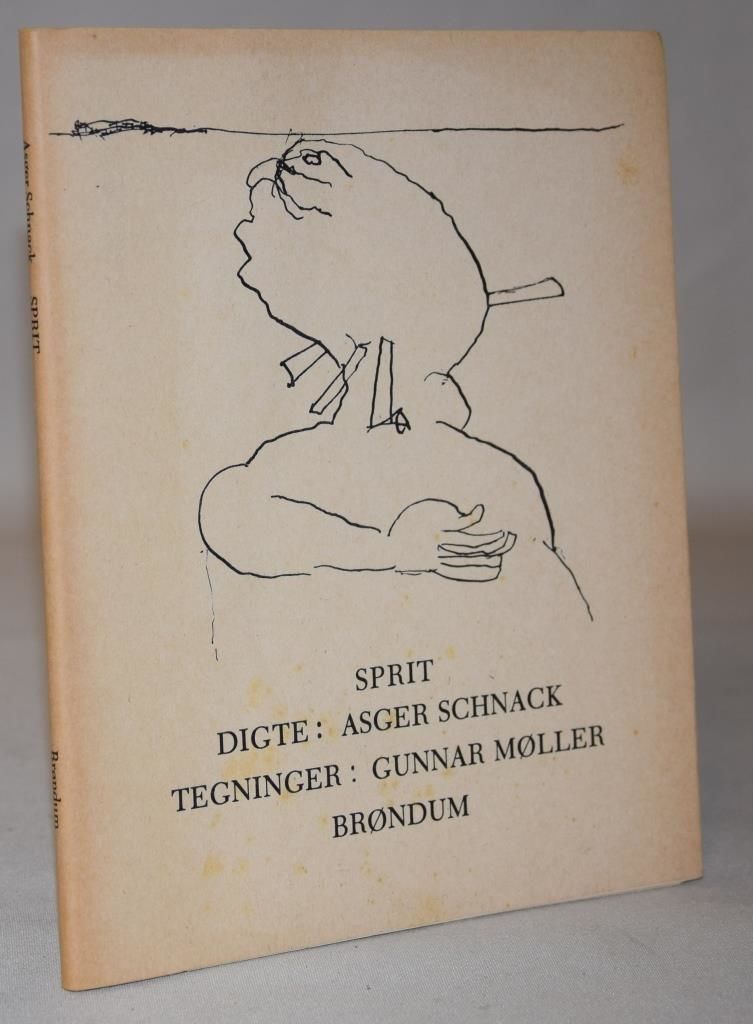 SPRIT
DIGTE: ASGER SCHNACK
TEGNINGER: GUNNAR MØLLER
BRØNDUM
Asger Schnack SPRIT
Brøndum